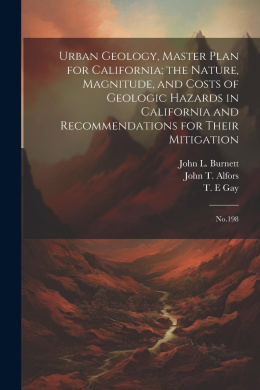 Urban Geology, Master Plan
for California; the Nature,
Magnitude, and Costs of
Geologic Hazards in
California and
Recommendations for Their
Mitigation
John L. Burnett
John T. Alfors
T. E Gay
No.198